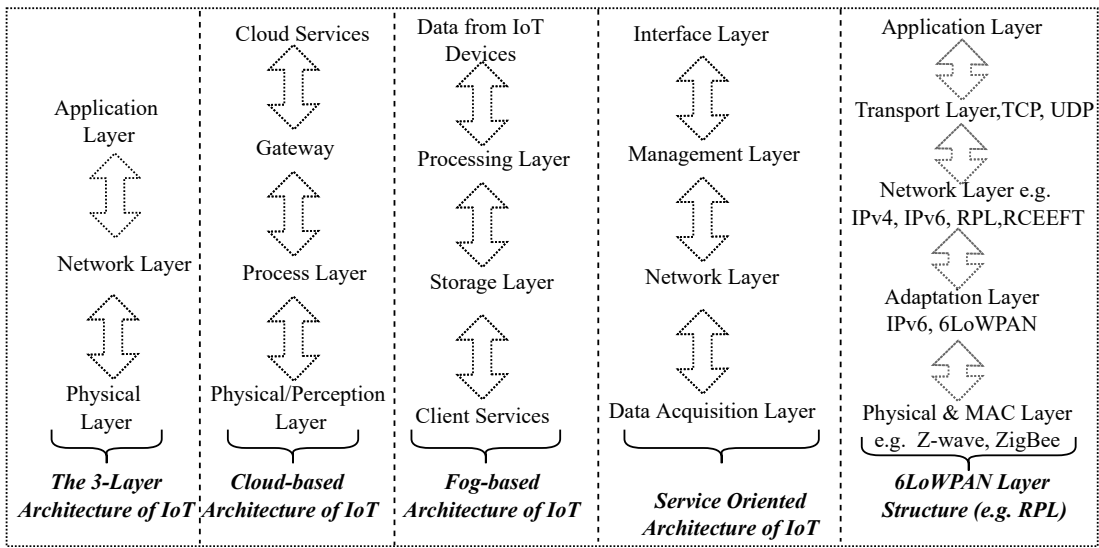 Application
Layer
Network Layer
Physical
Layer
The 3-Layer
Architecture of IoT
Cloud Services
Gateway
Process Layer
Physical/Perception
Layer
Cloud-based
Architecture of IoT
Data from IoT
Devices
Processing Layer
Storage Layer
Client Services
Fog-based
Architecture of IoT
Interface Layer
Management Layer
Network Layer
Data Acquisition Layer
Service Oriented
Architecture of IoT
Application Layer
Transport Layer,TCP, UDP
Network Layer e.g.
IPv4, IPv6, RPL,RCEEFT
Adaptation Layer
IPv6, 6LoWPAN
Physical & MAC Layer
e.g. Z-wave, ZigBee
6LoWPAN Layer
Structure (e.g. RPL)